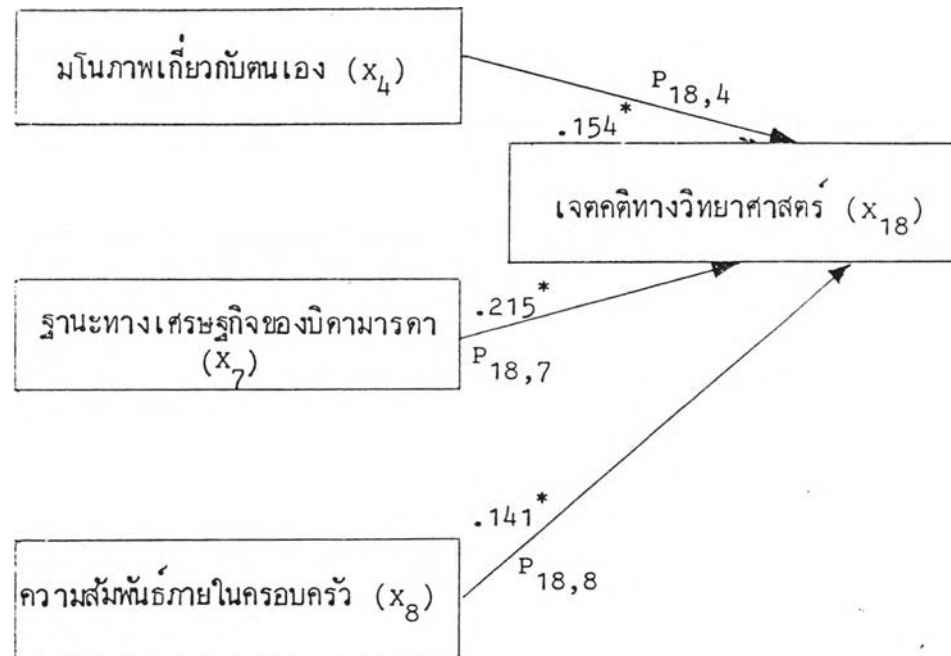 มโนภาพเกี่ยวกับตนเอง (X4)
P18,4
.154*
เจตคติทางวิทยาศาสตร์ (X18)
.215*
ฐานะทางเศรษฐกิจของบิดามารดา
(X7)
P18,7
.141*
P18,8
ความสัมพันธ์ภายในครอบครัว (X8)